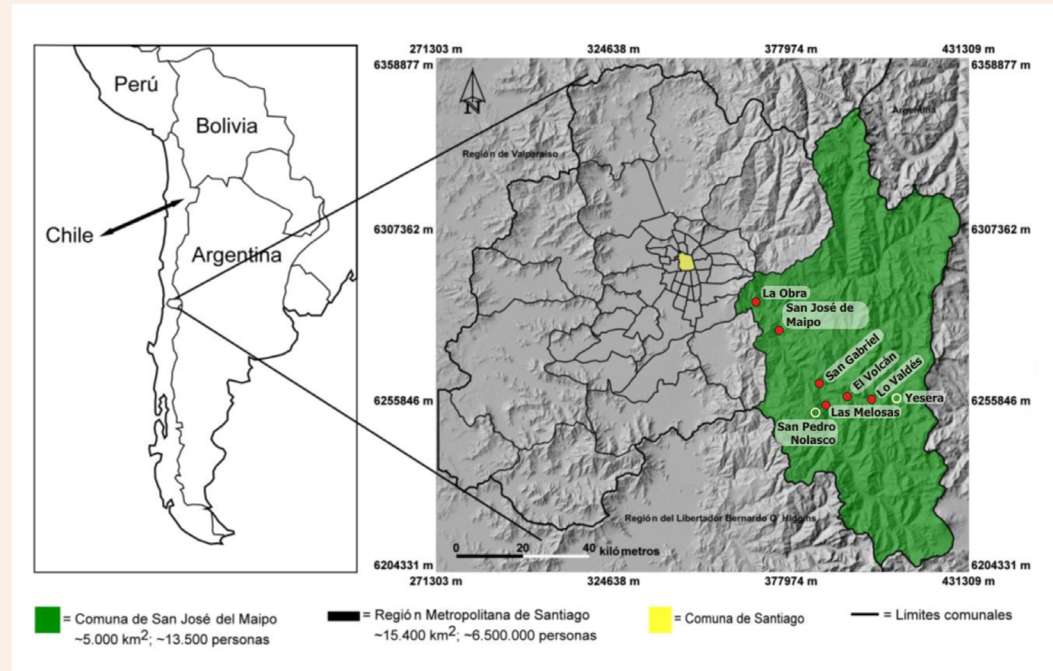 Perú
Bolivia
Chile
Argentina
271303 m
324638 m
377974 m
431309 m
6358877 m
6358877 m
N
Argentina
Región de Valparaíso
6307362 m
6307362 m
La Obra
San José de
Maipo
San Gabriel
El Volcán
Lo Valdés
Yesera
Las Melosas
San Pedro
Nolasco
6255846 m
6255846 m
Región del Libertador Bernardo O' Higgins
0 20 40 kilómetros
6204331 m
6204331 m
271303 m
324638 m
377974 m
431309 m
= Comuna de San José del Maipo
~5.000 km²; ~13.500 personas
= Región Metropolitana de Santiago
~15.400 km²; ~6.500.000 personas
= Comuna de Santiago
= Limites comunales